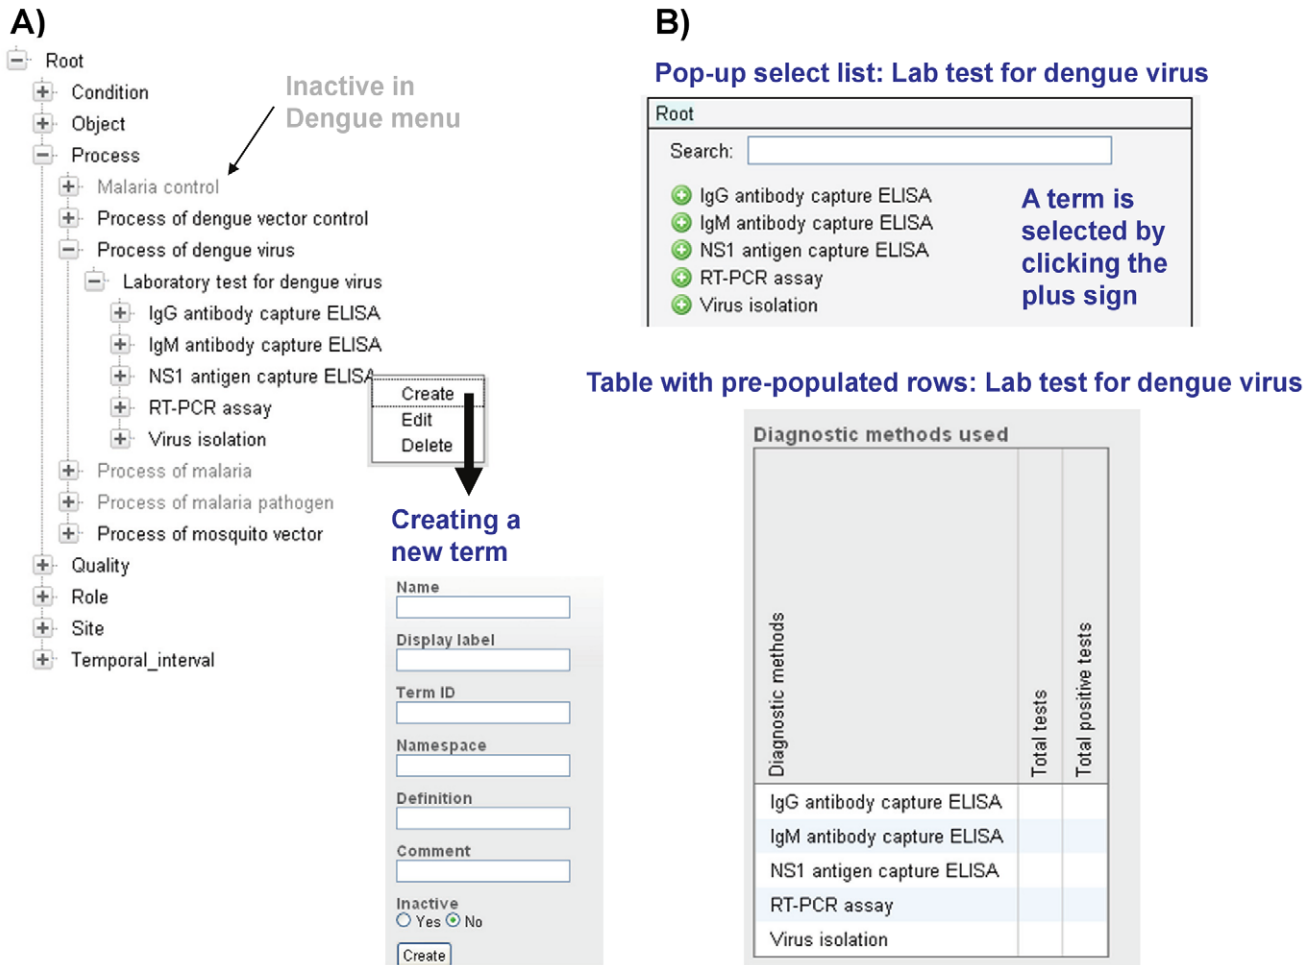 A)
Root
Condition
Object
Process
Malaria control
Process of dengue vector control
Process of dengue virus
Laboratory test for dengue virus
IgG antibody capture ELISA
IgM antibody capture ELISA
NS1 antigen capture ELISA
RT-PCR assay
Virus isolation
Process of malaria
Process of malaria pathogen
Process of mosquito vector
Quality
Role
Site
Temporal_interval
Inactive in
Dengue menu
Create
Edit
Delete
Creating a
new term
Name
Display label
Term ID
Namespace
Definition
Comment
Inactive
Yes No
Create
B)
Pop-up select list: Lab test for dengue virus
Root
Search:
IgG antibody capture ELISA
IgM antibody capture ELISA
NS1 antigen capture ELISA
RT-PCR assay
Virus isolation
A term is
selected by
clicking the
plus sign
Table with pre-populated rows: Lab test for dengue virus
Diagnostic methods used
Diagnostic methods
Total tests
Total positive tests
IgG antibody capture ELISA
IgM antibody capture ELISA
NS1 antigen capture ELISA
RT-PCR assay
Virus isolation